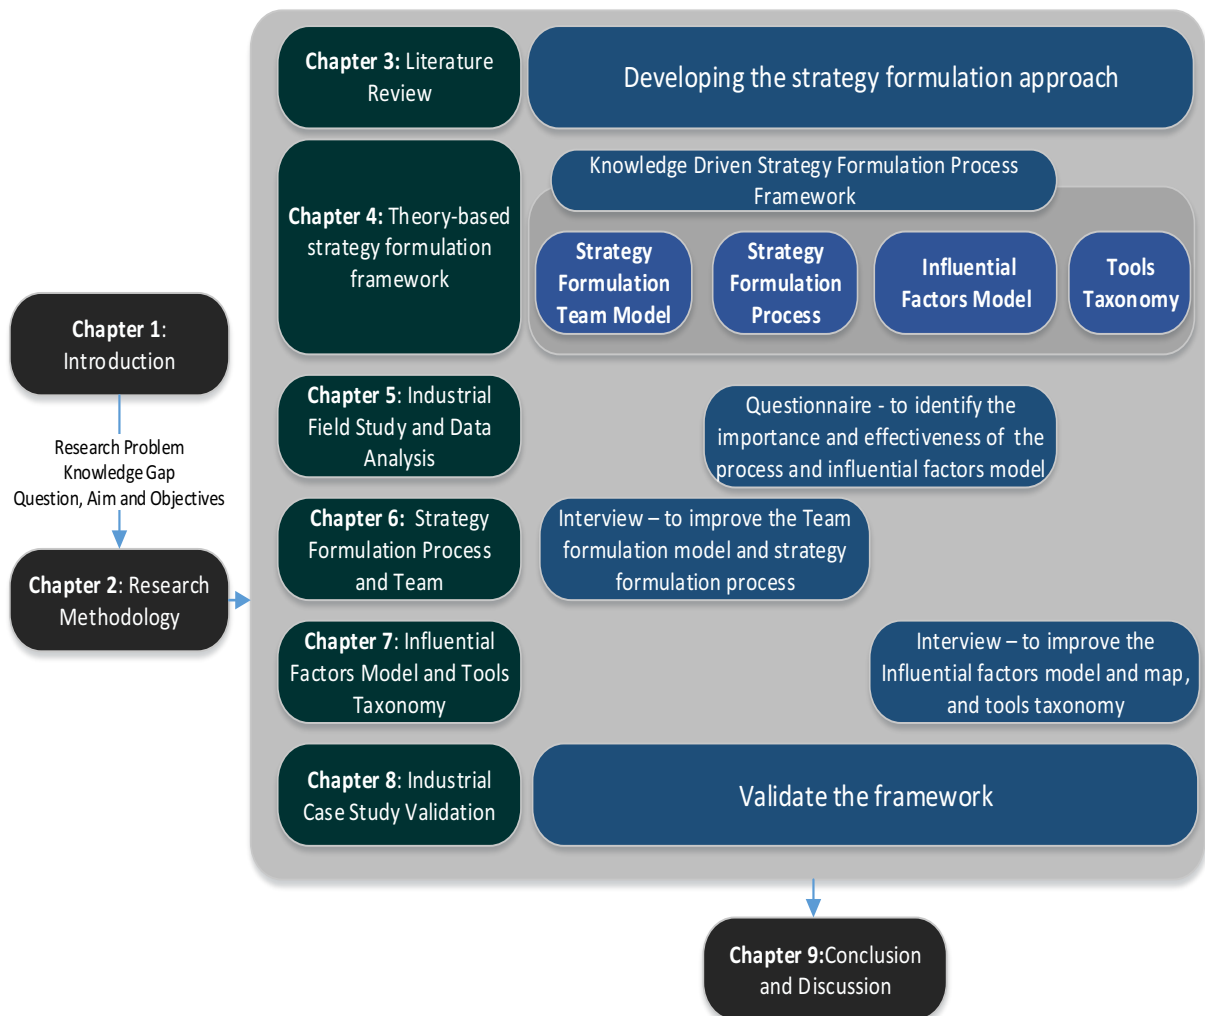 Chapter 3: Literature
Review
Developing the strategy formulation approach
Chapter 4: Theory-based
strategy formulation
framework
Knowledge Driven Strategy Formulation Process
Framework
Strategy
Formulation
Team Model
Strategy
Formulation
Process
Influential
Factors Model
Tools
Taxonomy
Chapter 1:
Introduction
Research Problem
Knowledge Gap
Question, Aim and Objectives
Chapter 2: Research
Methodology
Chapter 5: Industrial
Field Study and Data
Analysis
Questionnaire - to identify the
importance and effectiveness of the
process and influential factors model
Chapter 6: Strategy
Formulation Process
and Team
Interview – to improve the Team
formulation model and strategy
formulation process
Chapter 7: Influential
Factors Model and Tools
Taxonomy
Interview – to improve the
Influential factors model and map,
and tools taxonomy
Chapter 8: Industrial
Case Study Validation
Validate the framework
Chapter 9:Conclusion
and Discussion